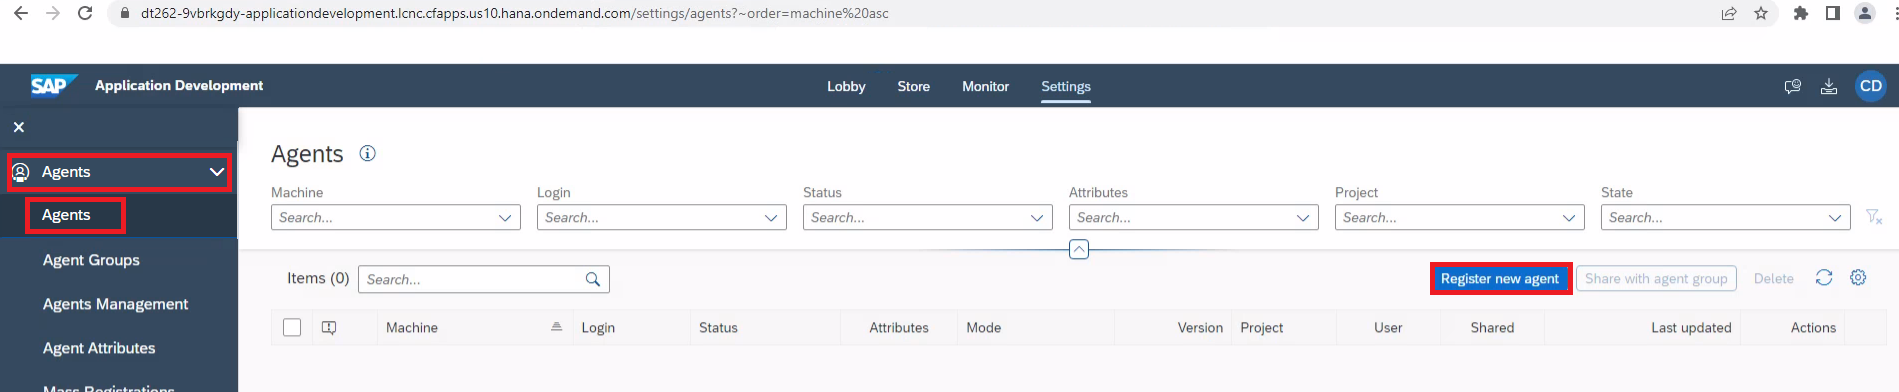 dt262-9vbrkgdy-applicationdevelopment.lcnc.cfapps.us10.hana.ondemand.com/settings/agents?~order=machine%20asc
SAP Application Development Lobby Store Monitor Settings CD
Agents
Agents
Agent Groups
Agents Management
Agent Attributes
Mass Registrations
Agents
Machine Login Status Attributes Project State
Search... Search... Search... Search... Search... Search...
Items (0) Search... Register new agent Share with agent group Delete
Machine Login Status Attributes Mode Version Project User Shared Last updated Actions